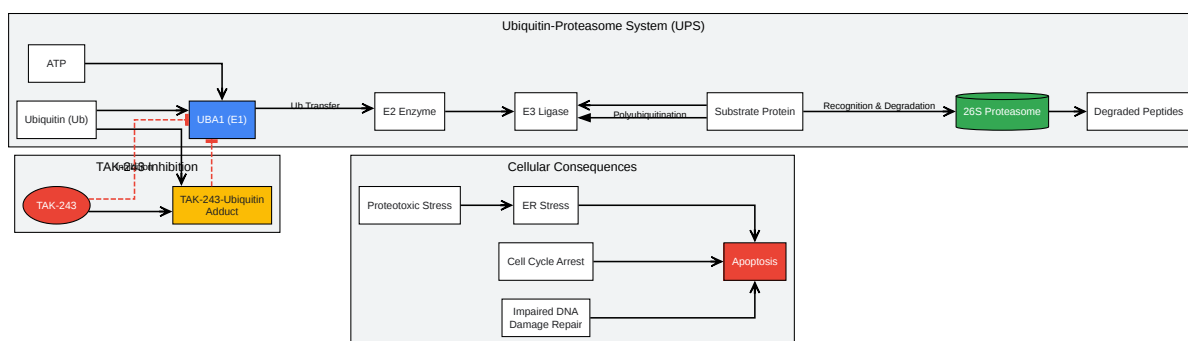 Ubiquitin-Proteasome System (UPS)
ATP
Ubiquitin (Ub)
UBA1 (E1)
Ub Transfer
E2 Enzyme
E3 Ligase
Polyubiquitination
Substrate Protein
Recognition & Degradation
26S Proteasome
Degraded Peptides
TAK-243 Inhibition
TAK-243
TAK-243-Ubiquitin
Adduct
Cellular Consequences
Proteotoxic Stress
ER Stress
Cell Cycle Arrest
Apoptosis
Impaired DNA
Damage Repair